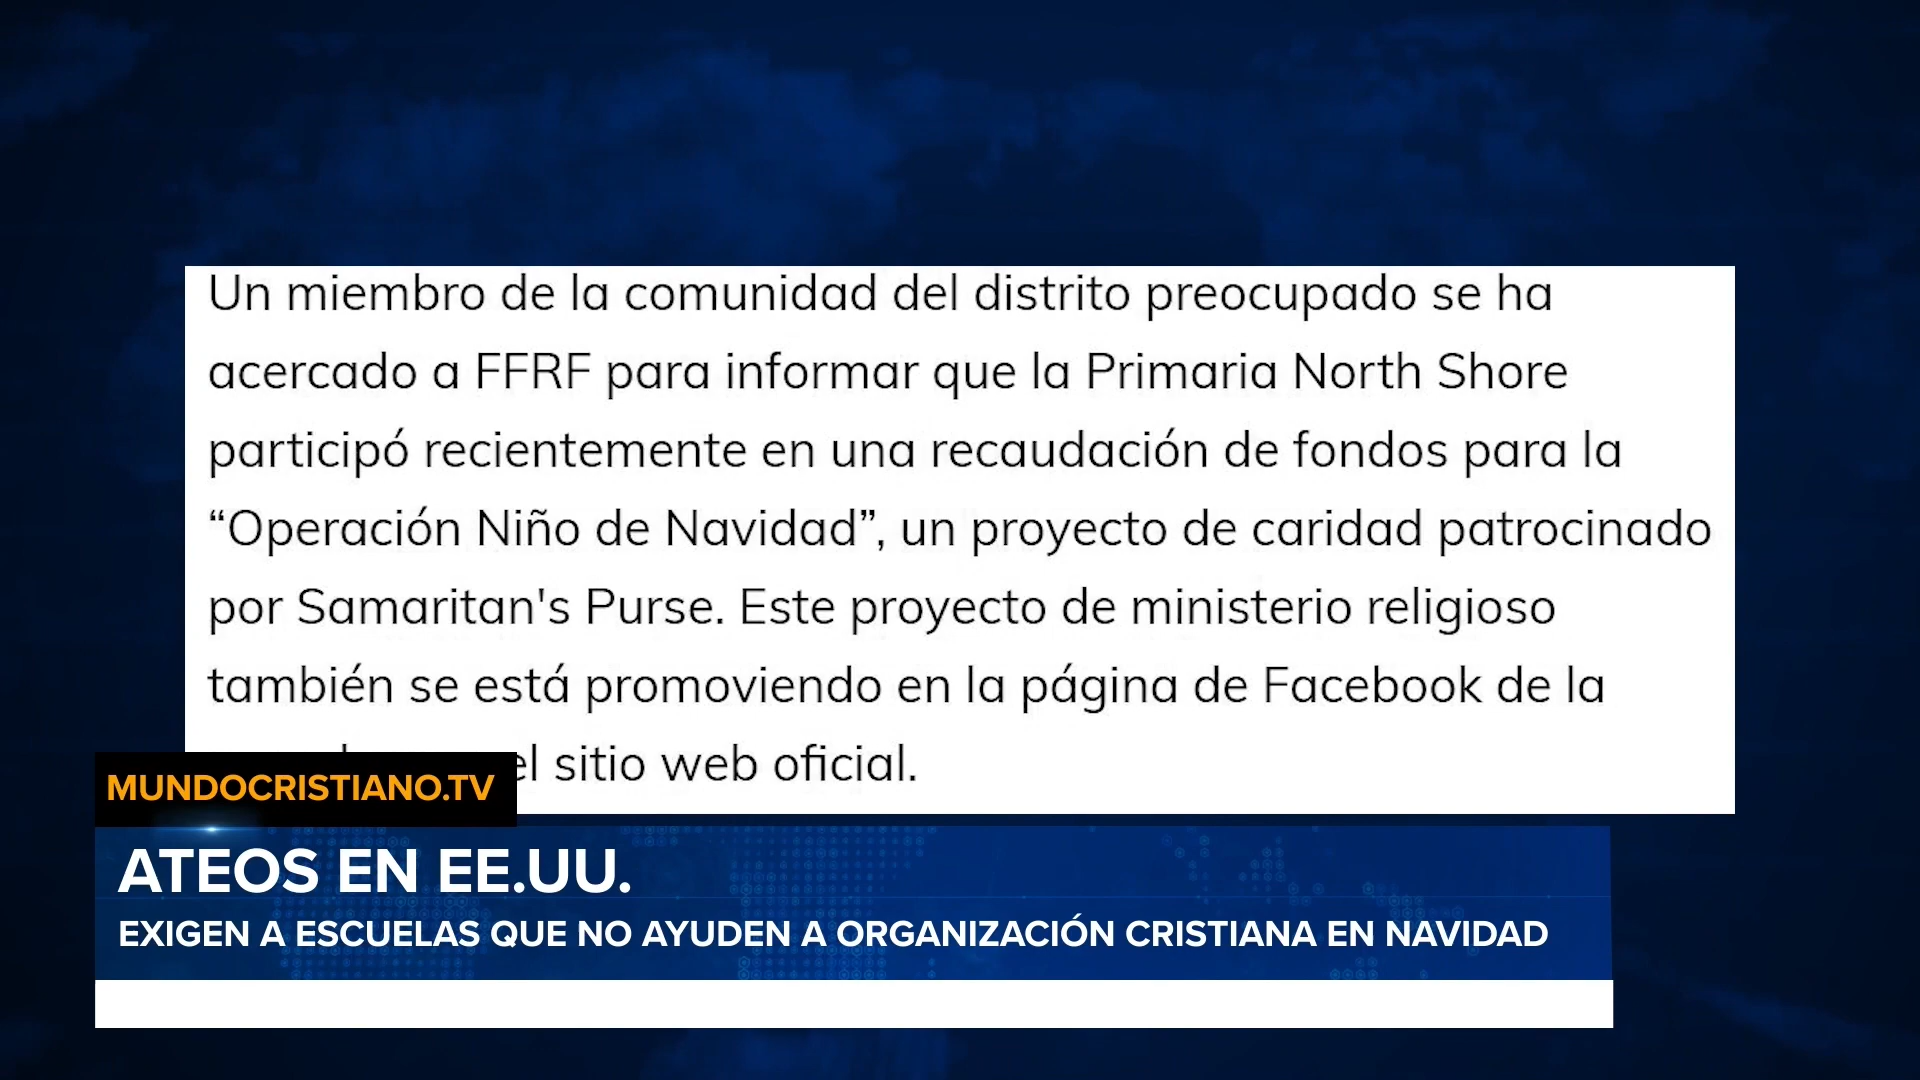 Un miembro de la comunidad del distrito preocupado se ha
acercado a FFRF para informar que la Primaria North Shore
participó recientemente en una recaudación de fondos para la
“Operación Niño de Navidad”, un proyecto de caridad patrocinado
por Samaritan's Purse. Este proyecto de ministerio religioso
también se está promoviendo en la página de Facebook de la
el sitio web oficial.
MUNDOCRISTIANO.TV
ATEOS EN EE.UU.
EXIGEN A ESCUELAS QUE NO AYUDEN A ORGANIZACIÓN CRISTIANA EN NAVIDAD